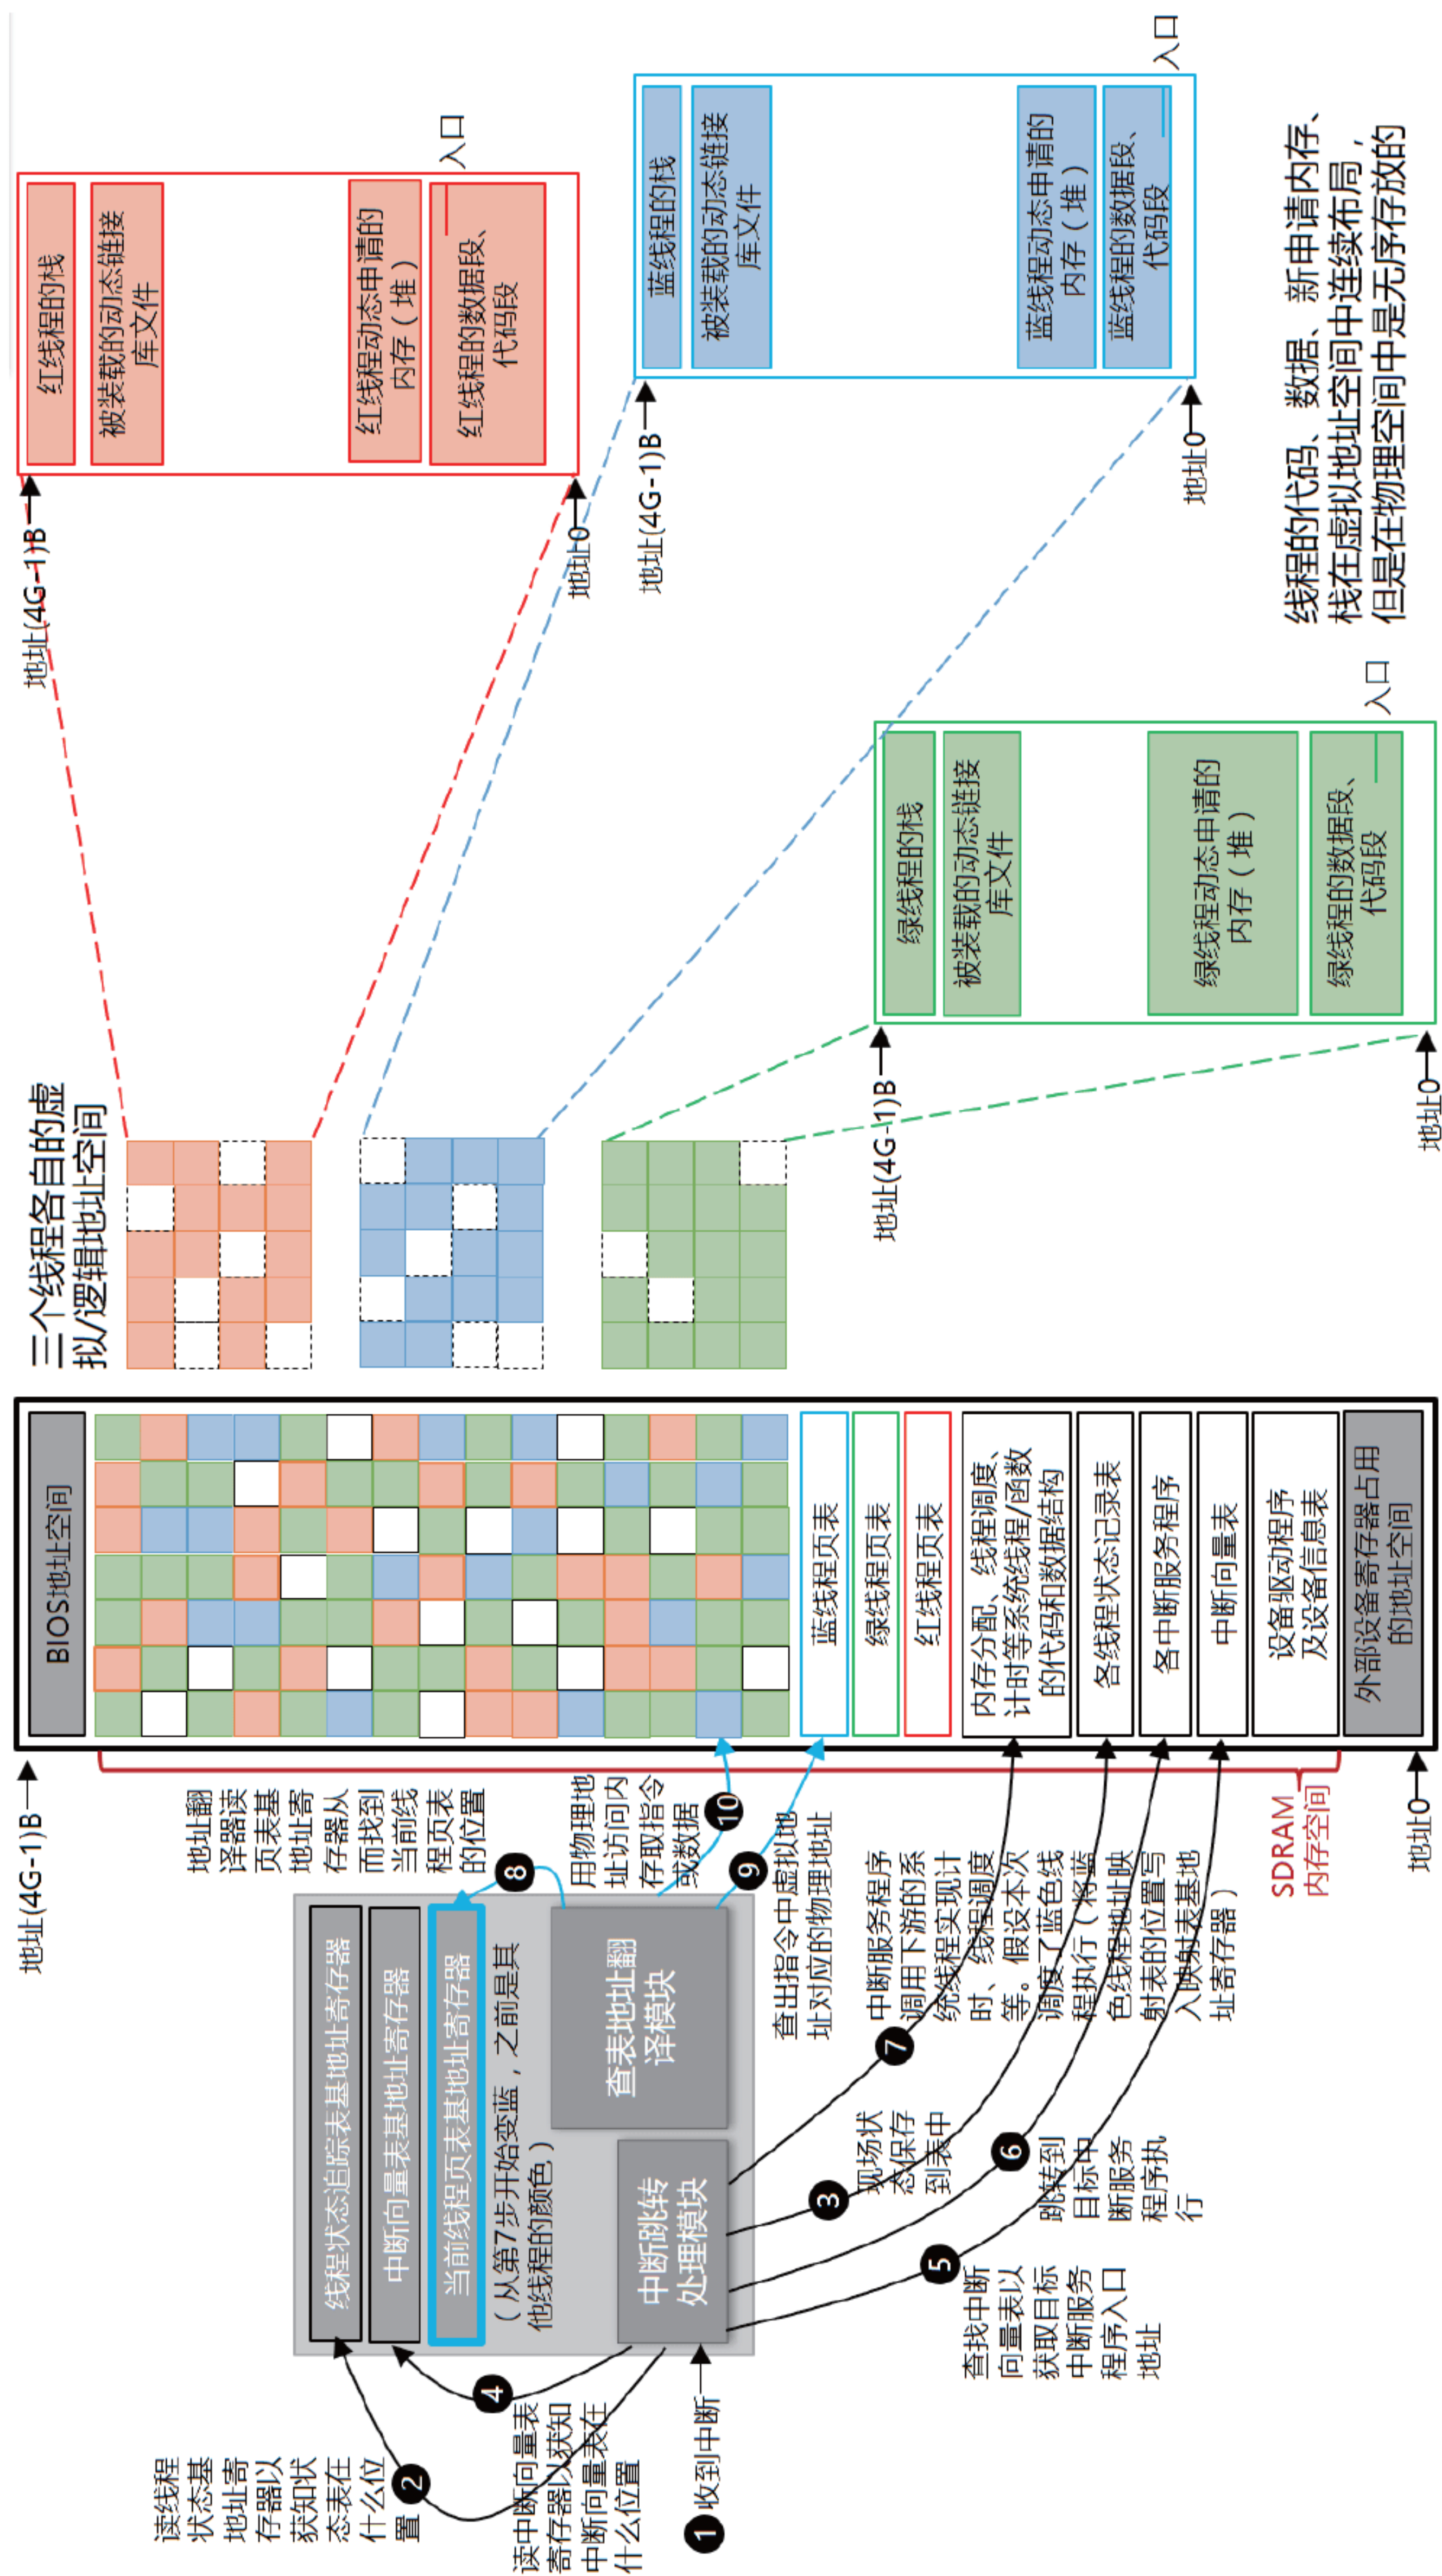 读线程
状态基
地址寄
存器以
获知状
态表在
什么位
置
2
读中断向量表
寄存器以获知
中断向量表在
什么位置
4
1
收到中断
线程状态追踪表基地址寄存器
中断向量表基地址寄存器
当前线程页表基地址寄存器
（从第7步开始变蓝，之前是其
他线程的颜色）
中断跳转
处理模块
查表地址翻
译模块
查找中断
向量表以
获取目标
中断服务
程序入口
地址
5
跳转到
目标中
断服务
程序执
行
6
现场状
态保存
到表中
3
7
中断服务程序
调用下游的系
统线程实现计
时、线程调度
等。假设本次
调度了蓝色线
程执行（将蓝
色线程地址映
射表的位置写
入映射表基地
址寄存器）
8
地址翻
译器读
页表基
地址寄
存器从
而找到
当前线
程页表
的位置
9
查出指令中虚拟地
址对应的物理地址
10
用物理地
址访问内
存取指令
或数据
地址(4G-1)B
SDRAM
内存空间
地址0
BIOS地址空间
蓝线程页表
绿线程页表
红线程页表
内存分配、线程调度、
计时等系统线程/函数
的代码和数据结构
各线程状态记录表
各中断服务程序
中断向量表
设备驱动程序
及设备信息表
外部设备寄存器占用
的地址空间
三个线程各自的虚
拟/逻辑地址空间
地址(4G-1)B
红线程的栈
被装载的动态链接
库文件
红线程动态申请的
内存（堆）
红线程的数据段、
代码段
入口
地址0
地址(4G-1)B
蓝线程的栈
被装载的动态链接
库文件
蓝线程动态申请的
内存（堆）
蓝线程的数据段、
代码段
入口
地址0
地址(4G-1)B
绿线程的栈
被装载的动态链接
库文件
绿线程动态申请的
内存（堆）
绿线程的数据段、
代码段
入口
地址0
线程的代码、数据、新申请内存、
栈在虚拟地址空间中连续布局，
但是在物理空间中是无序存放的